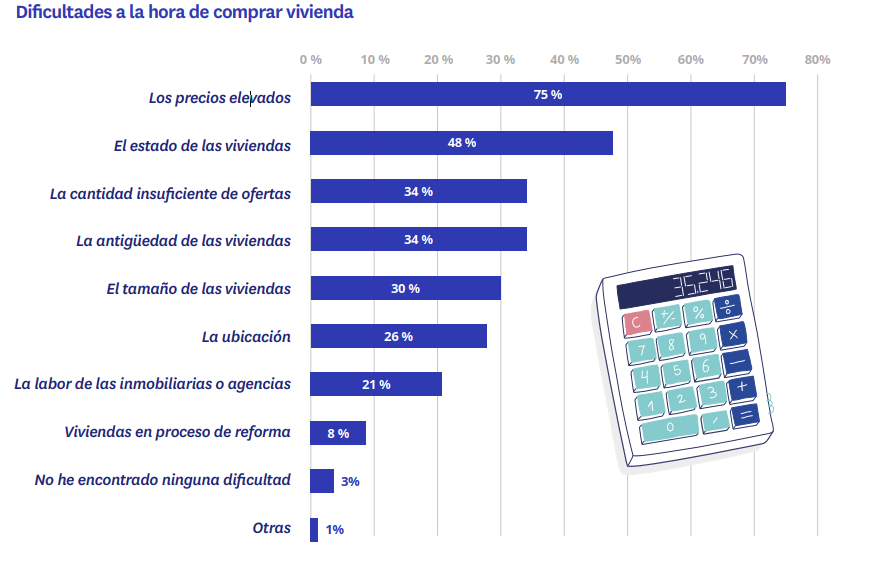 Dificultades a la hora de comprar vivienda
0 % 10 % 20 % 30 % 40 % 50% 60% 70% 80%
Los precios elevados 75 %
El estado de las viviendas 48 %
La cantidad insuficiente de ofertas 34 %
La antigüedad de las viviendas 34 %
El tamaño de las viviendas 30 %
La ubicación 26 %
La labor de las inmobiliarias o agencias 21 %
Viviendas en proceso de reforma 8 %
No he encontrado ninguna dificultad 3%
Otras 1%
35.246
C +/- % ÷
7 8 9 ×
4 5 6 −
1 2 3 +
0 , =